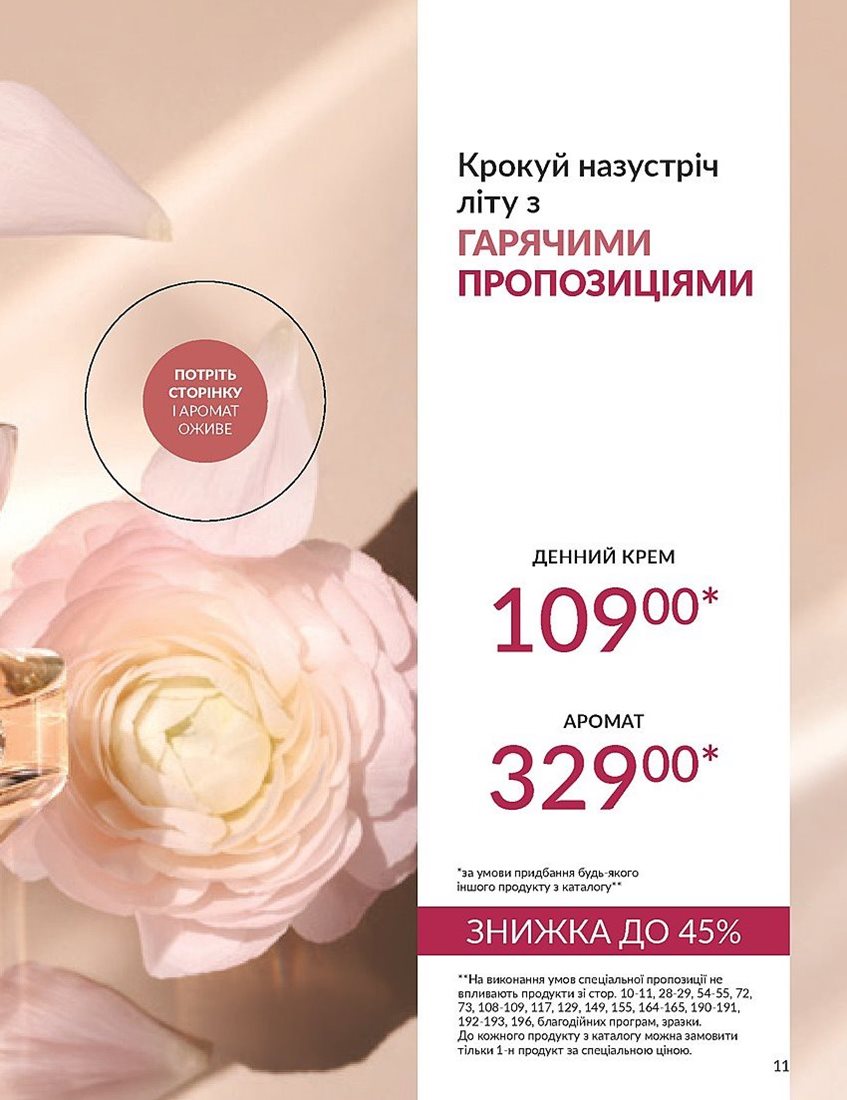 Крокуй назустріч
літу з
ГАРЯЧИМИ
ПРОПОЗИЦІЯМИ
ПОТРІТЬ
СТОРІНКУ
І АРОМАТ
ОЖИВЕ
ДЕННИЙ КРЕМ
109⁰⁰*
АРОМАТ
329⁰⁰*
*за умови придбання будь-якого
іншого продукту з каталогу**
ЗНИЖКА ДО 45%
**На виконання умов спеціальної пропозиції не
впливають продукти зі стор. 10-11, 28-29, 54-55, 72,
73, 108-109, 117, 129, 149, 155, 164-165, 190-191,
192-193, 196, благодійних програм, зразки.
До кожного продукту з каталогу можна замовити
тільки 1-н продукт за спеціальною ціною.
11